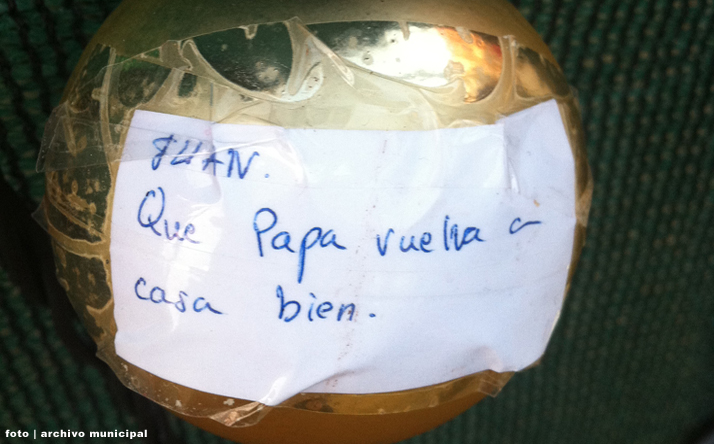 JUAN.
Que Papa vuelva a
casa bien.
foto | archivo municipal